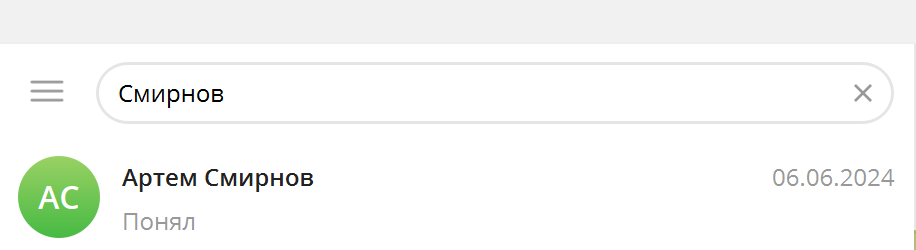 Смирнов
АС
Артем Смирнов 06.06.2024
Понял